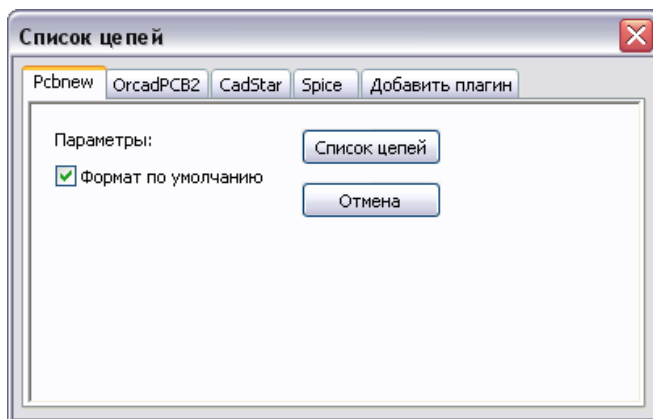 Список цепей
Pcbnew OrcadPCB2 CadStar Spice Добавить плагин
Параметры: Список цепей
Формат по умолчанию
Отмена